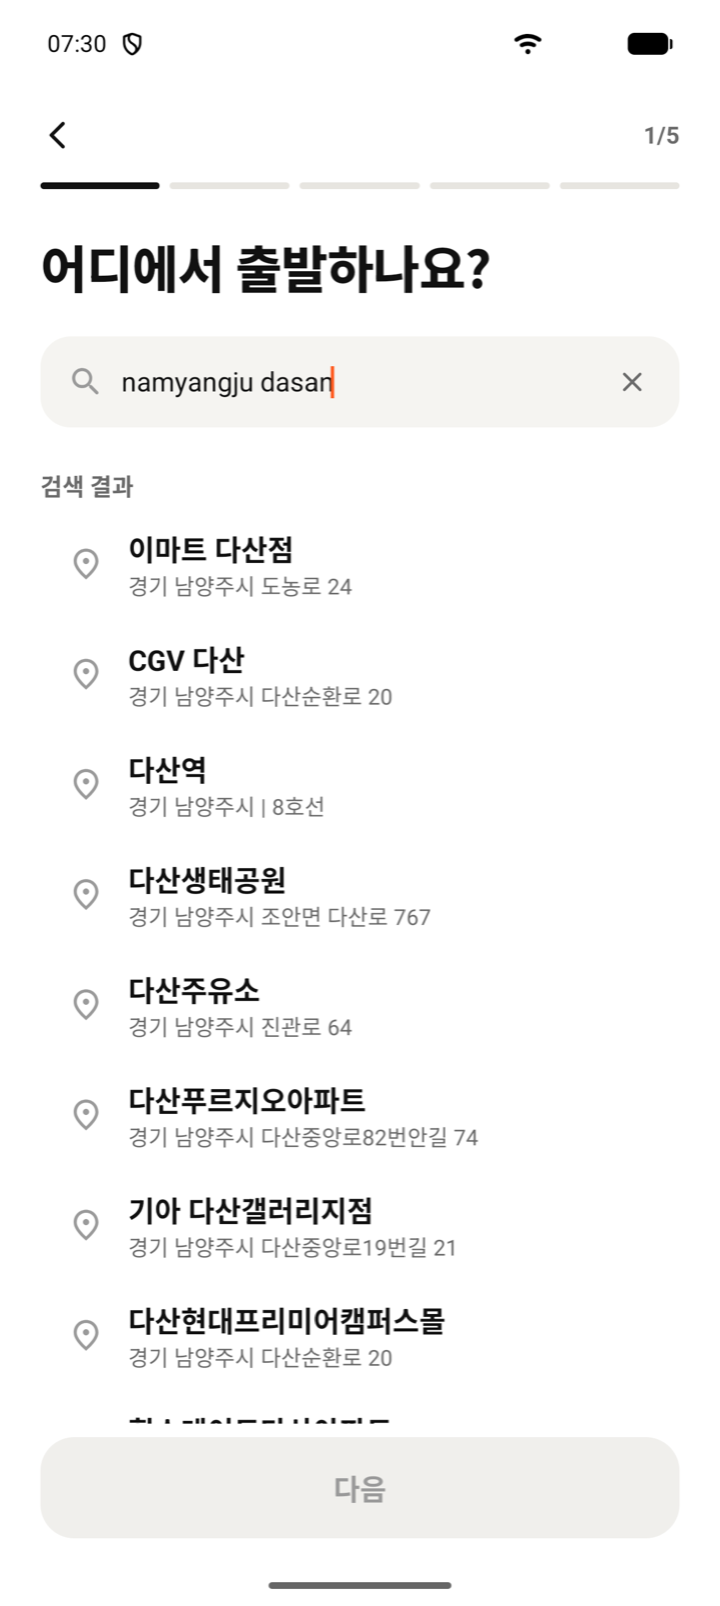 07:30
1/5
어디에서 출발하나요?
namyangju dasan
검색 결과
이마트 다산점
경기 남양주시 도농로 24
CGV 다산
경기 남양주시 다산순환로 20
다산역
경기 남양주시 | 8호선
다산생태공원
경기 남양주시 조안면 다산로 767
다산주유소
경기 남양주시 진관로 64
다산푸르지오아파트
경기 남양주시 다산중앙로82번안길 74
기아 다산갤러리지점
경기 남양주시 다산중앙로19번길 21
다산현대프리미어캠퍼스몰
경기 남양주시 다산순환로 20
다음